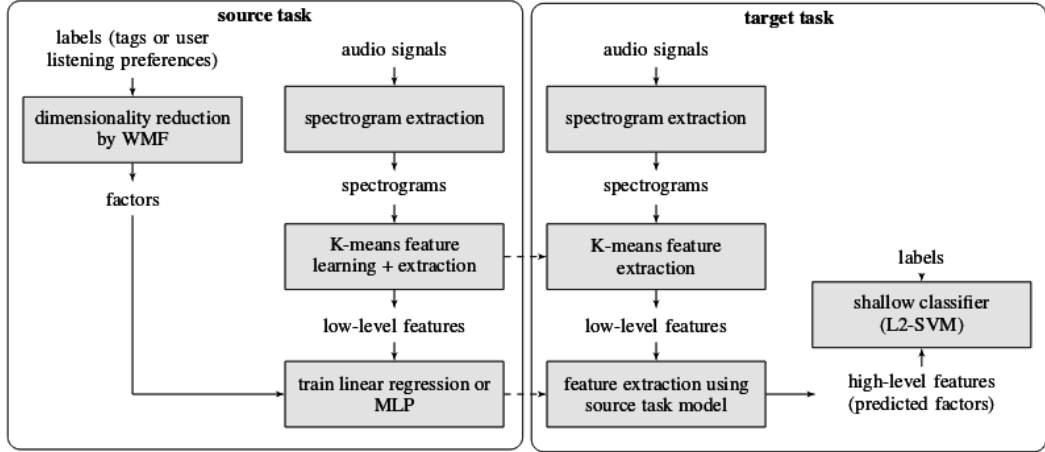 source task
labels (tags or user
listening preferences)
dimensionality reduction
by WMF
factors
audio signals
spectrogram extraction
spectrograms
K-means feature
learning + extraction
low-level features
train linear regression or
MLP
target task
audio signals
spectrogram extraction
spectrograms
K-means feature
extraction
low-level features
feature extraction using
source task model
labels
shallow classifier
(L2-SVM)
high-level features
(predicted factors)